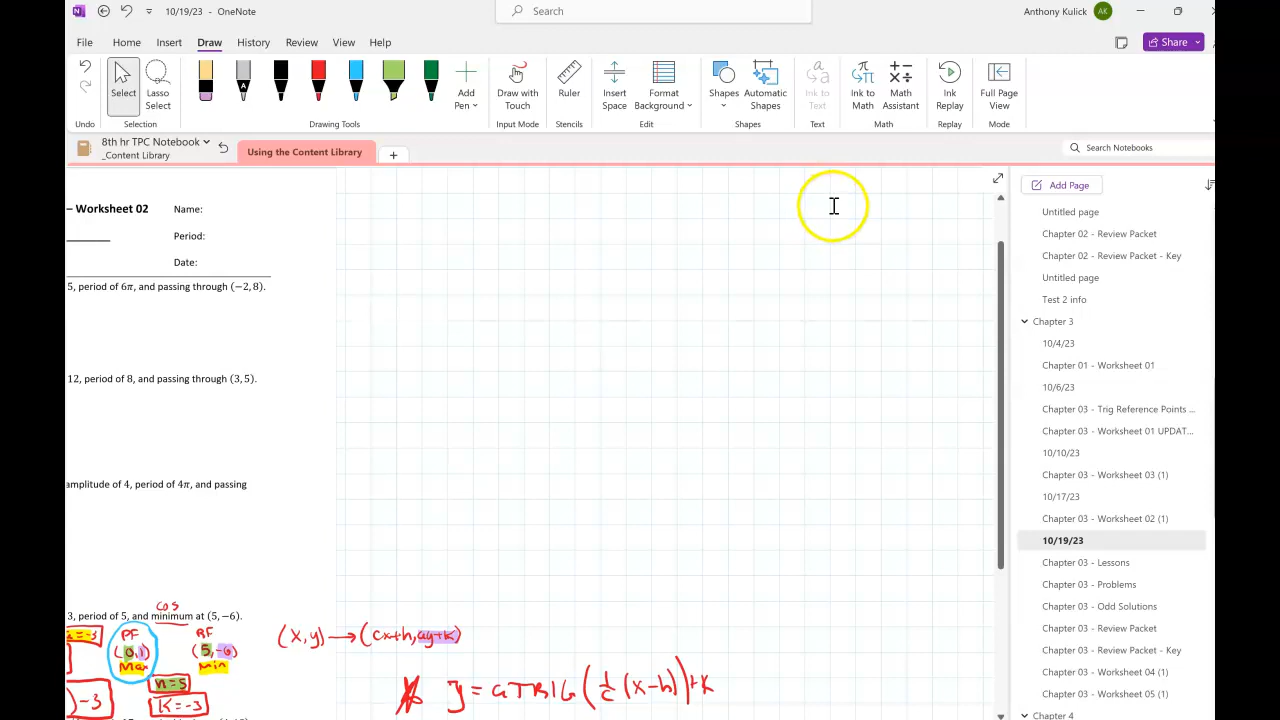 10/19/23 - OneNote
Search
Anthony Kulick
AK
File Home Insert Draw History Review View Help
Share
Select
Lasso Select
Add Pen
Draw with Touch
Ruler
Insert Space
Format Background
Shapes
Automatic Shapes
Ink to Text
Ink to Math
Math Assistant
Ink Replay
Full Page View
Undo
Selection
Drawing Tools
Input Mode
Stencils
Edit
Shapes
Text
Math
Replay
Mode
8th hr TPC Notebook
_Content Library
Using the Content Library
+
Search Notebooks
Add Page
– Worksheet 02 Name:
Period:
Date:
5, period of 6π, and passing through (−2, 8).
12, period of 8, and passing through (3, 5).
amplitude of 4, period of 4π, and passing
cos
3, period of 5, and minimum at (5, −6).
a=-3 PF RF
(x,y) → (cx+h, ay+k)
(0,1) (5,-6)
Max min
h=5
)-3 K=-3
y = a TRIG (1/c (x-h)) + K
Untitled page
Chapter 02 - Review Packet
Chapter 02 - Review Packet - Key
Untitled page
Test 2 info
Chapter 3
10/4/23
Chapter 01 - Worksheet 01
10/6/23
Chapter 03 - Trig Reference Points ...
Chapter 03 - Worksheet 01 UPDAT...
10/10/23
Chapter 03 - Worksheet 03 (1)
10/17/23
Chapter 03 - Worksheet 02 (1)
10/19/23
Chapter 03 - Lessons
Chapter 03 - Problems
Chapter 03 - Odd Solutions
Chapter 03 - Review Packet
Chapter 03 - Review Packet - Key
Chapter 03 - Worksheet 04 (1)
Chapter 03 - Worksheet 05 (1)
Chapter 4